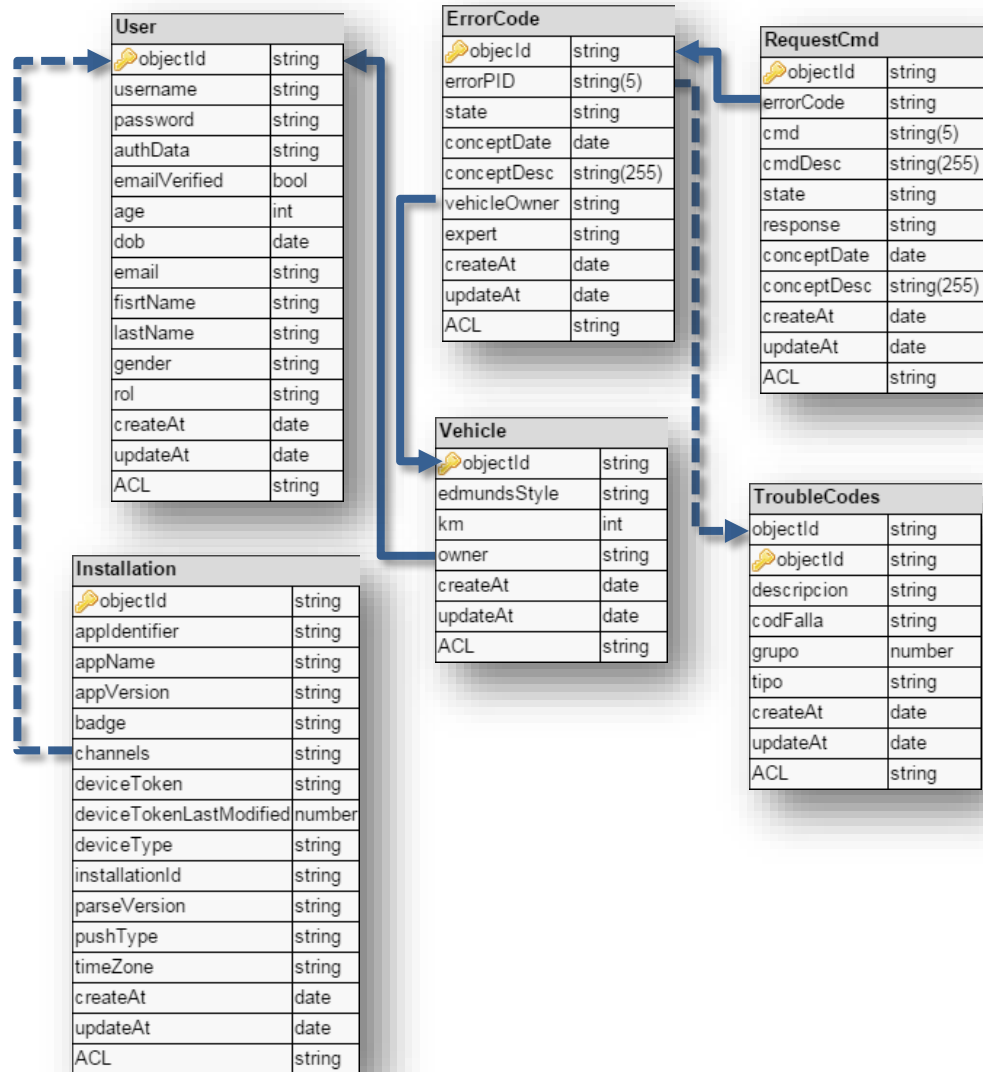 User
objectId string
username string
password string
authData string
emailVerified bool
age int
dob date
email string
fisrtName string
lastName string
gender string
rol string
createAt date
updateAt date
ACL string
ErrorCode
objecId string
errorPID string(5)
state string
conceptDate date
conceptDesc string(255)
vehicleOwner string
expert string
createAt date
updateAt date
ACL string
RequestCmd
objectId string
errorCode string
cmd string(5)
cmdDesc string(255)
state string
response string
conceptDate date
conceptDesc string(255)
createAt date
updateAt date
ACL string
Vehicle
objectId string
edmundsStyle string
km int
owner string
createAt date
updateAt date
ACL string
TroubleCodes
objectId string
objectId string
descripcion string
codFalla string
grupo number
tipo string
createAt date
updateAt date
ACL string
Installation
objectId string
appIdentifier string
appName string
appVersion string
badge string
channels string
deviceToken string
deviceTokenLastModified number
deviceType string
installationId string
parseVersion string
pushType string
timeZone string
createAt date
updateAt date
ACL string